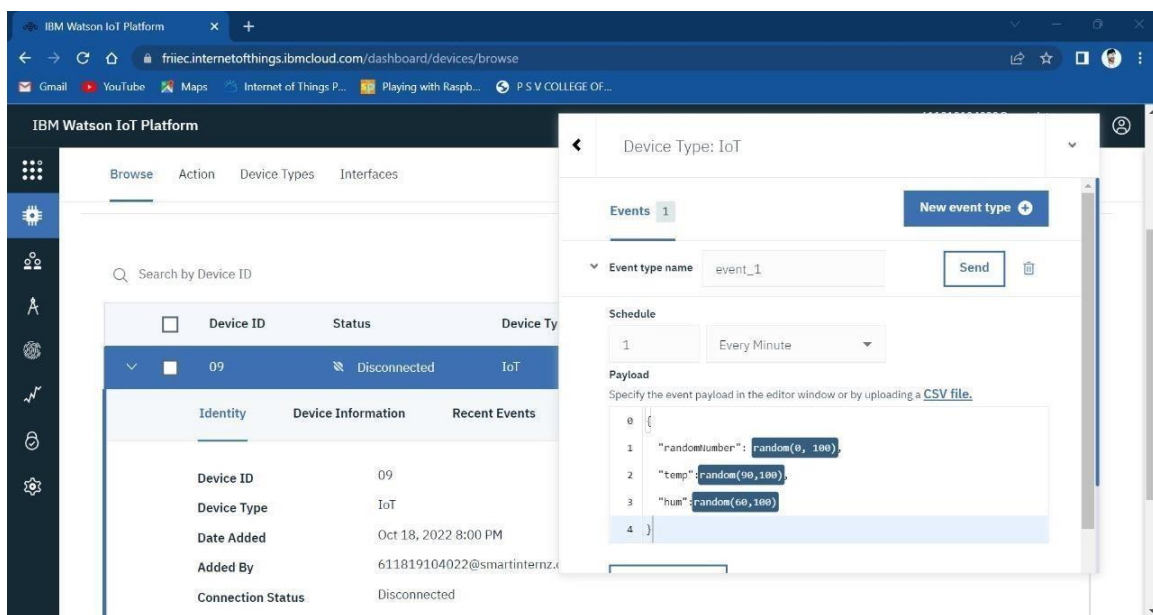 IBM Watson IoT Platform
friiec.internetofthings.ibmcloud.com/dashboard/devices/browse
Gmail YouTube Maps Internet of Things P... Playing with Raspb... P S V COLLEGE OF...
IBM Watson IoT Platform
Browse Action Device Types Interfaces
Search by Device ID
Device ID Status Device Ty
09 Disconnected IoT
Identity Device Information Recent Events
Device ID 09
Device Type IoT
Date Added Oct 18, 2022 8:00 PM
Added By 611819104022@smartinternz.
Connection Status Disconnected
Device Type: IoT
Events 1
New event type
Event type name event_1 Send
Schedule
1 Every Minute
Payload
Specify the event payload in the editor window or by uploading a CSV file.
0 {
1 "randomNumber": random(0, 100),
2 "temp":random(90,100),
3 "hum":random(60,100)
4 }